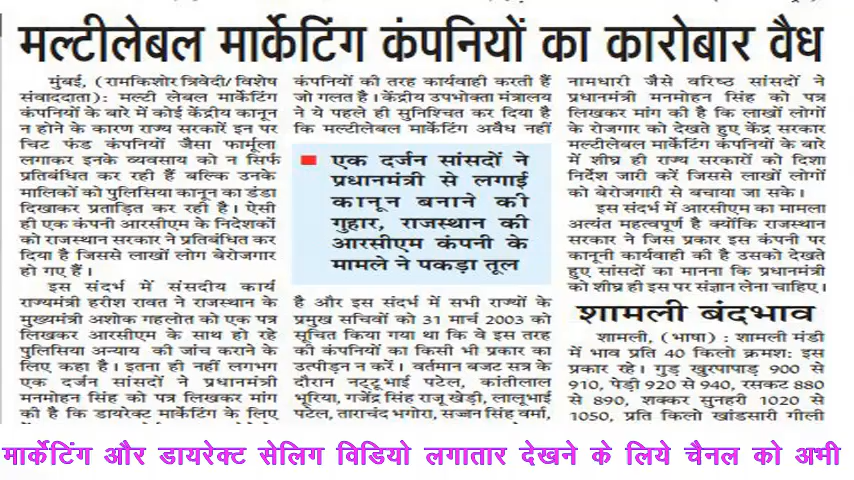 मल्टीलेबल मार्केटिंग कंपनियों का कारोबार वैध
मुंबई, (रामकिशोर त्रिवेदी/ विशेष
संवाददाता): मल्टी लेबल मार्केटिंग
कंपनियों के बारे में कोई केंद्रीय कानून
न होने के कारण राज्य सरकारें इन पर
चिट फंड कंपनियों जैसा फार्मूला
लगाकर इनके व्यवसाय को न सिर्फ
प्रतिबंधित कर रही हैं बल्कि उनके
मालिकों को पुलिसिया कानून का डंडा
दिखाकर प्रताड़ित कर रही है। ऐसी
ही एक कंपनी आरसीएम के निदेशकों
को राजस्थान सरकार ने प्रतिबंधित कर
दिया है जिससे लाखों लोग बेरोजगार
हो गए हैं।
इस संदर्भ में संसदीय कार्य
राज्यमंत्री हरीश रावत ने राजस्थान के
मुख्यमंत्री अशोक गहलोत को एक पत्र
लिखकर आरसीएम के साथ हो रहे
पुलिसिया अन्याय की जांच कराने के
लिए कहा है। इतना ही नहीं लगभग
एक दर्जन सांसदों ने प्रधानमंत्री
मनमोहन सिंह को पत्र लिखकर मांग
की है कि डायरेक्ट मार्केटिंग के लिए
कंपनियों की तरह कार्यवाही करती हैं
जो गलत है। केंद्रीय उपभोक्ता मंत्रालय
ने ये पहले ही सुनिश्चित कर दिया है
कि मल्टीलेबल मार्केटिंग अवैध नहीं
एक दर्जन सांसदों ने
प्रधानमंत्री से लगाई
कानून बनाने की
गुहार, राजस्थान की
आरसीएम कंपनी के
मामले ने पकड़ा तूल
है और इस संदर्भ में सभी राज्यों के
प्रमुख सचिवों को 31 मार्च 2003 को
सूचित किया गया था कि वे इस तरह
की कंपनियों का किसी भी प्रकार का
उत्पीड़न न करें। वर्तमान बजट सत्र के
दौरान नटटूभाई पटेल, कांतीलाल
भूरिया, गजेंद्र सिंह राजू खेड़ी, लालूभाई
पटेल, ताराचंद भगोरा, सज्जन सिंह वर्मा,
नामधारी जैसे वरिष्ठ सांसदों ने
प्रधानमंत्री मनमोहन सिंह को पत्र
लिखकर मांग की है कि लाखों लोगों
के रोजगार को देखते हुए केंद्र सरकार
मल्टीलेबल मार्केटिंग कंपनियों के बारे
में शीघ्र ही राज्य सरकारों को दिशा
निर्देश जारी करें जिससे लाखों लोगों
को बेरोजगारी से बचाया जा सके।
इस संदर्भ में आरसीएम का मामला
अत्यंत महत्वपूर्ण है क्योंकि राजस्थान
सरकार ने जिस प्रकार इस कंपनी पर
कानूनी कार्यवाही की है उसको देखते
हुए सांसदों का मानना कि प्रधानमंत्री
को शीघ्र ही इस पर संज्ञान लेना चाहिए।
शामली बंदभाव
शामली, (भाषा) : शामली मंडी
में भाव प्रति 40 किलो क्रमश: इस
प्रकार रहे। गुड़ खुरपापाड़ 900 से
910, पेड़ी 920 से 940, रसकट 880
से 890, शक्कर सुनहरी 1020 से
1050, प्रति किलो खांडसारी गीली
मार्केटिंग और डायरेक्ट सेलिग विडियो लगातार देखने के लिये चैनल को अभी